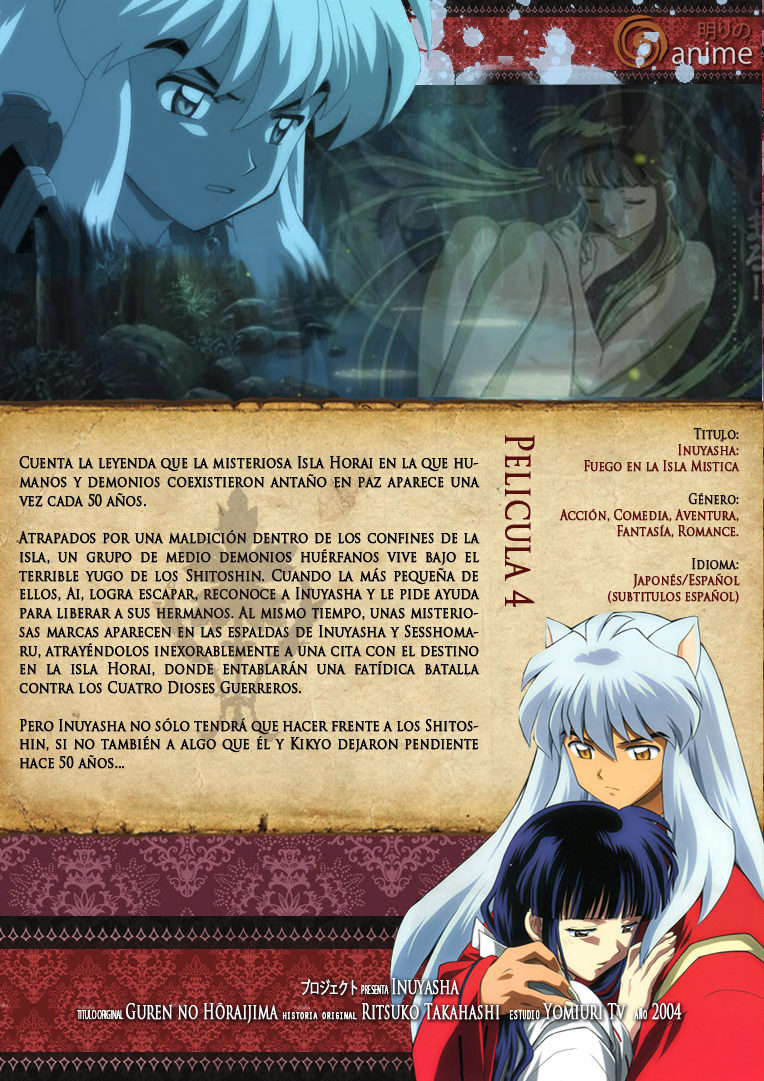 明りの
anime
CUENTA LA LEYENDA QUE LA MISTERIOSA ISLA HORAI EN LA QUE HU-
MANOS Y DEMONIOS COEXISTIERON ANTAÑO EN PAZ APARECE UNA
VEZ CADA 50 AÑOS.
ATRAPADOS POR UNA MALDICIÓN DENTRO DE LOS CONFINES DE LA
ISLA, UN GRUPO DE MEDIO DEMONIOS HUÉRFANOS VIVE BAJO EL
TERRIBLE YUGO DE LOS SHITOSHIN. CUANDO LA MÁS PEQUEÑA DE
ELLOS, AI, LOGRA ESCAPAR, RECONOCE A INUYASHA Y LE PIDE AYUDA
PARA LIBERAR A SUS HERMANOS. AL MISMO TIEMPO, UNAS MISTERIO-
SAS MARCAS APARECEN EN LAS ESPALDAS DE INUYASHA Y SESSHOMA-
RU, ATRAYÉNDOLOS INEXORABLEMENTE A UNA CITA CON EL DESTINO
EN LA ISLA HORAI, DONDE ENTABLARÁN UNA FATÍDICA BATALLA
CONTRA LOS CUATRO DIOSES GUERREROS.
PERO INUYASHA NO SÓLO TENDRÁ QUE HACER FRENTE A LOS SHITOS-
HIN, SI NO TAMBIÉN A ALGO QUE ÉL Y KIKYO DEJARON PENDIENTE
HACE 50 AÑOS...
PELICULA 4
TITULO:
INUYASHA:
FUEGO EN LA ISLA MISTICA
GÉNERO:
ACCIÓN, COMEDIA, AVENTURA,
FANTASÍA, ROMANCE.
IDIOMA:
JAPONÉS/ESPAÑOL
(SUBTITULOS ESPAÑOL)
プロジェクト PRESENTA INUYASHA
TITULO ORIGINAL GUREN NO HÔRAIJIMA HISTORIA ORIGINAL RITSUKO TAKAHASHI ESTUDIO YOMIURI TV AÑO 2004